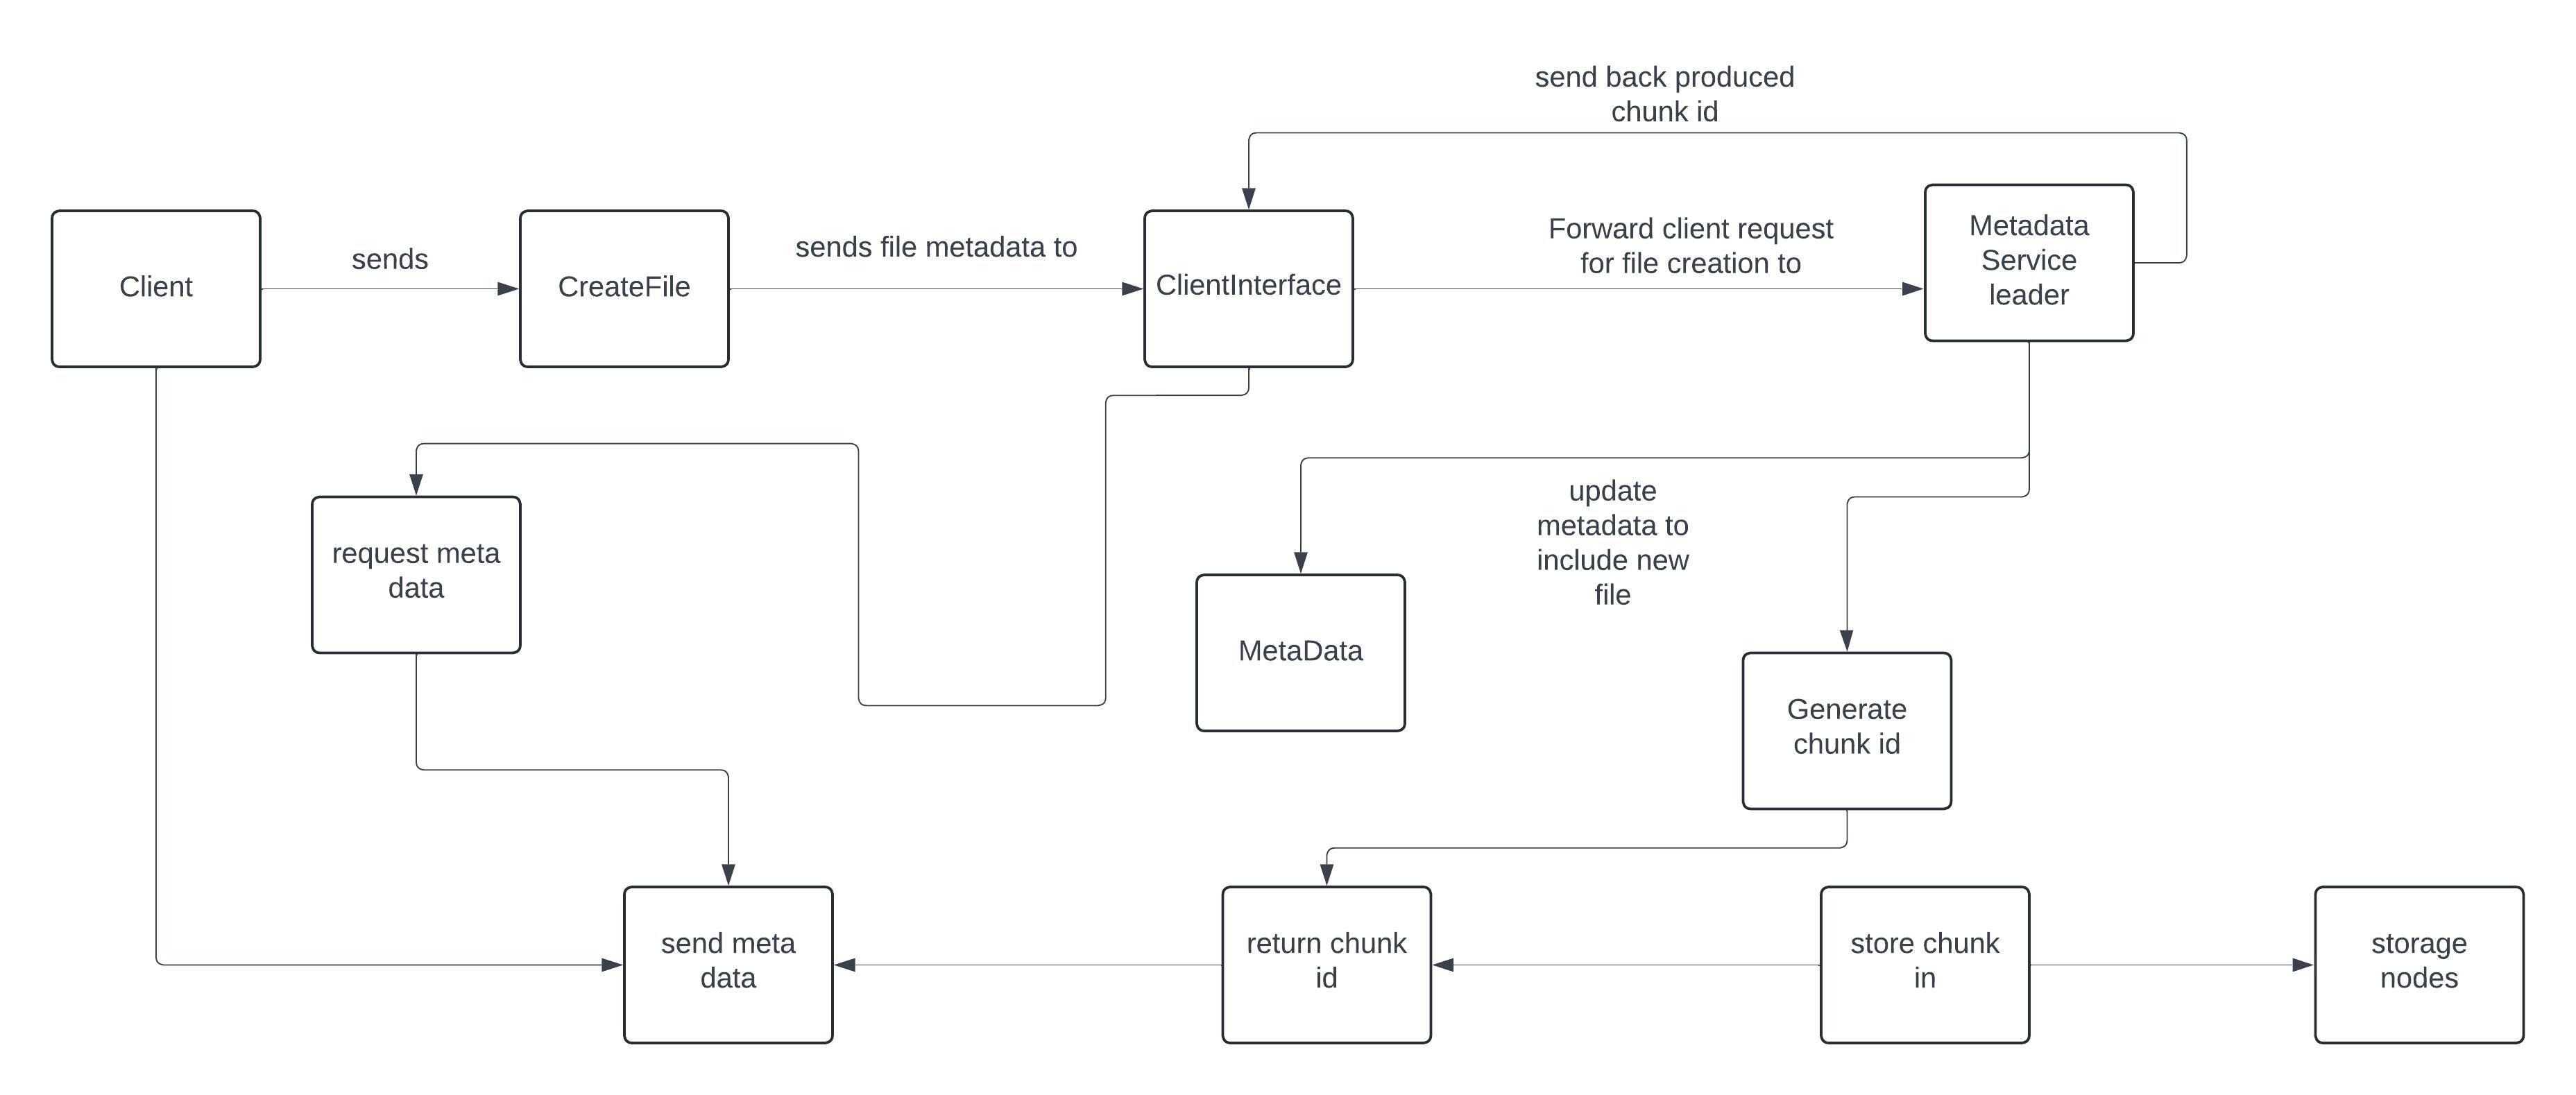 send back produced
chunk id
Client
sends
CreateFile
sends file metadata to
ClientInterface
Forward client request
for file creation to
Metadata
Service
leader
request meta
data
update
metadata to
include new
file
MetaData
Generate
chunk id
send meta
data
return chunk
id
store chunk
in
storage
nodes